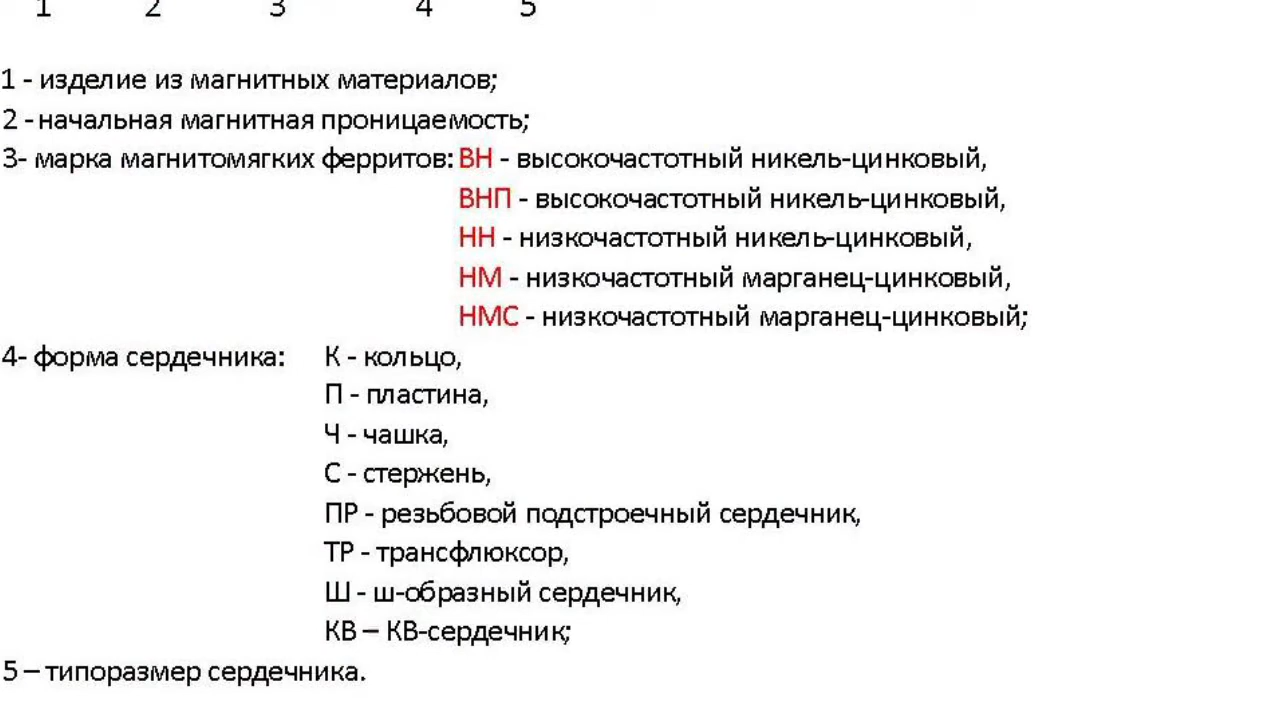 1 2 3 4 5
1 - изделие из магнитных материалов;
2 - начальная магнитная проницаемость;
3- марка магнитомягких ферритов: ВН - высокочастотный никель-цинковый,
ВНП - высокочастотный никель-цинковый,
НН - низкочастотный никель-цинковый,
НМ - низкочастотный марганец-цинковый,
НМС - низкочастотный марганец-цинковый;
4- форма сердечника: К - кольцо,
П - пластина,
Ч - чашка,
С - стержень,
ПР - резьбовой подстроечный сердечник,
ТР - трансфлюксор,
Ш - ш-образный сердечник,
КВ – КВ-сердечник;
5 – типоразмер сердечника.